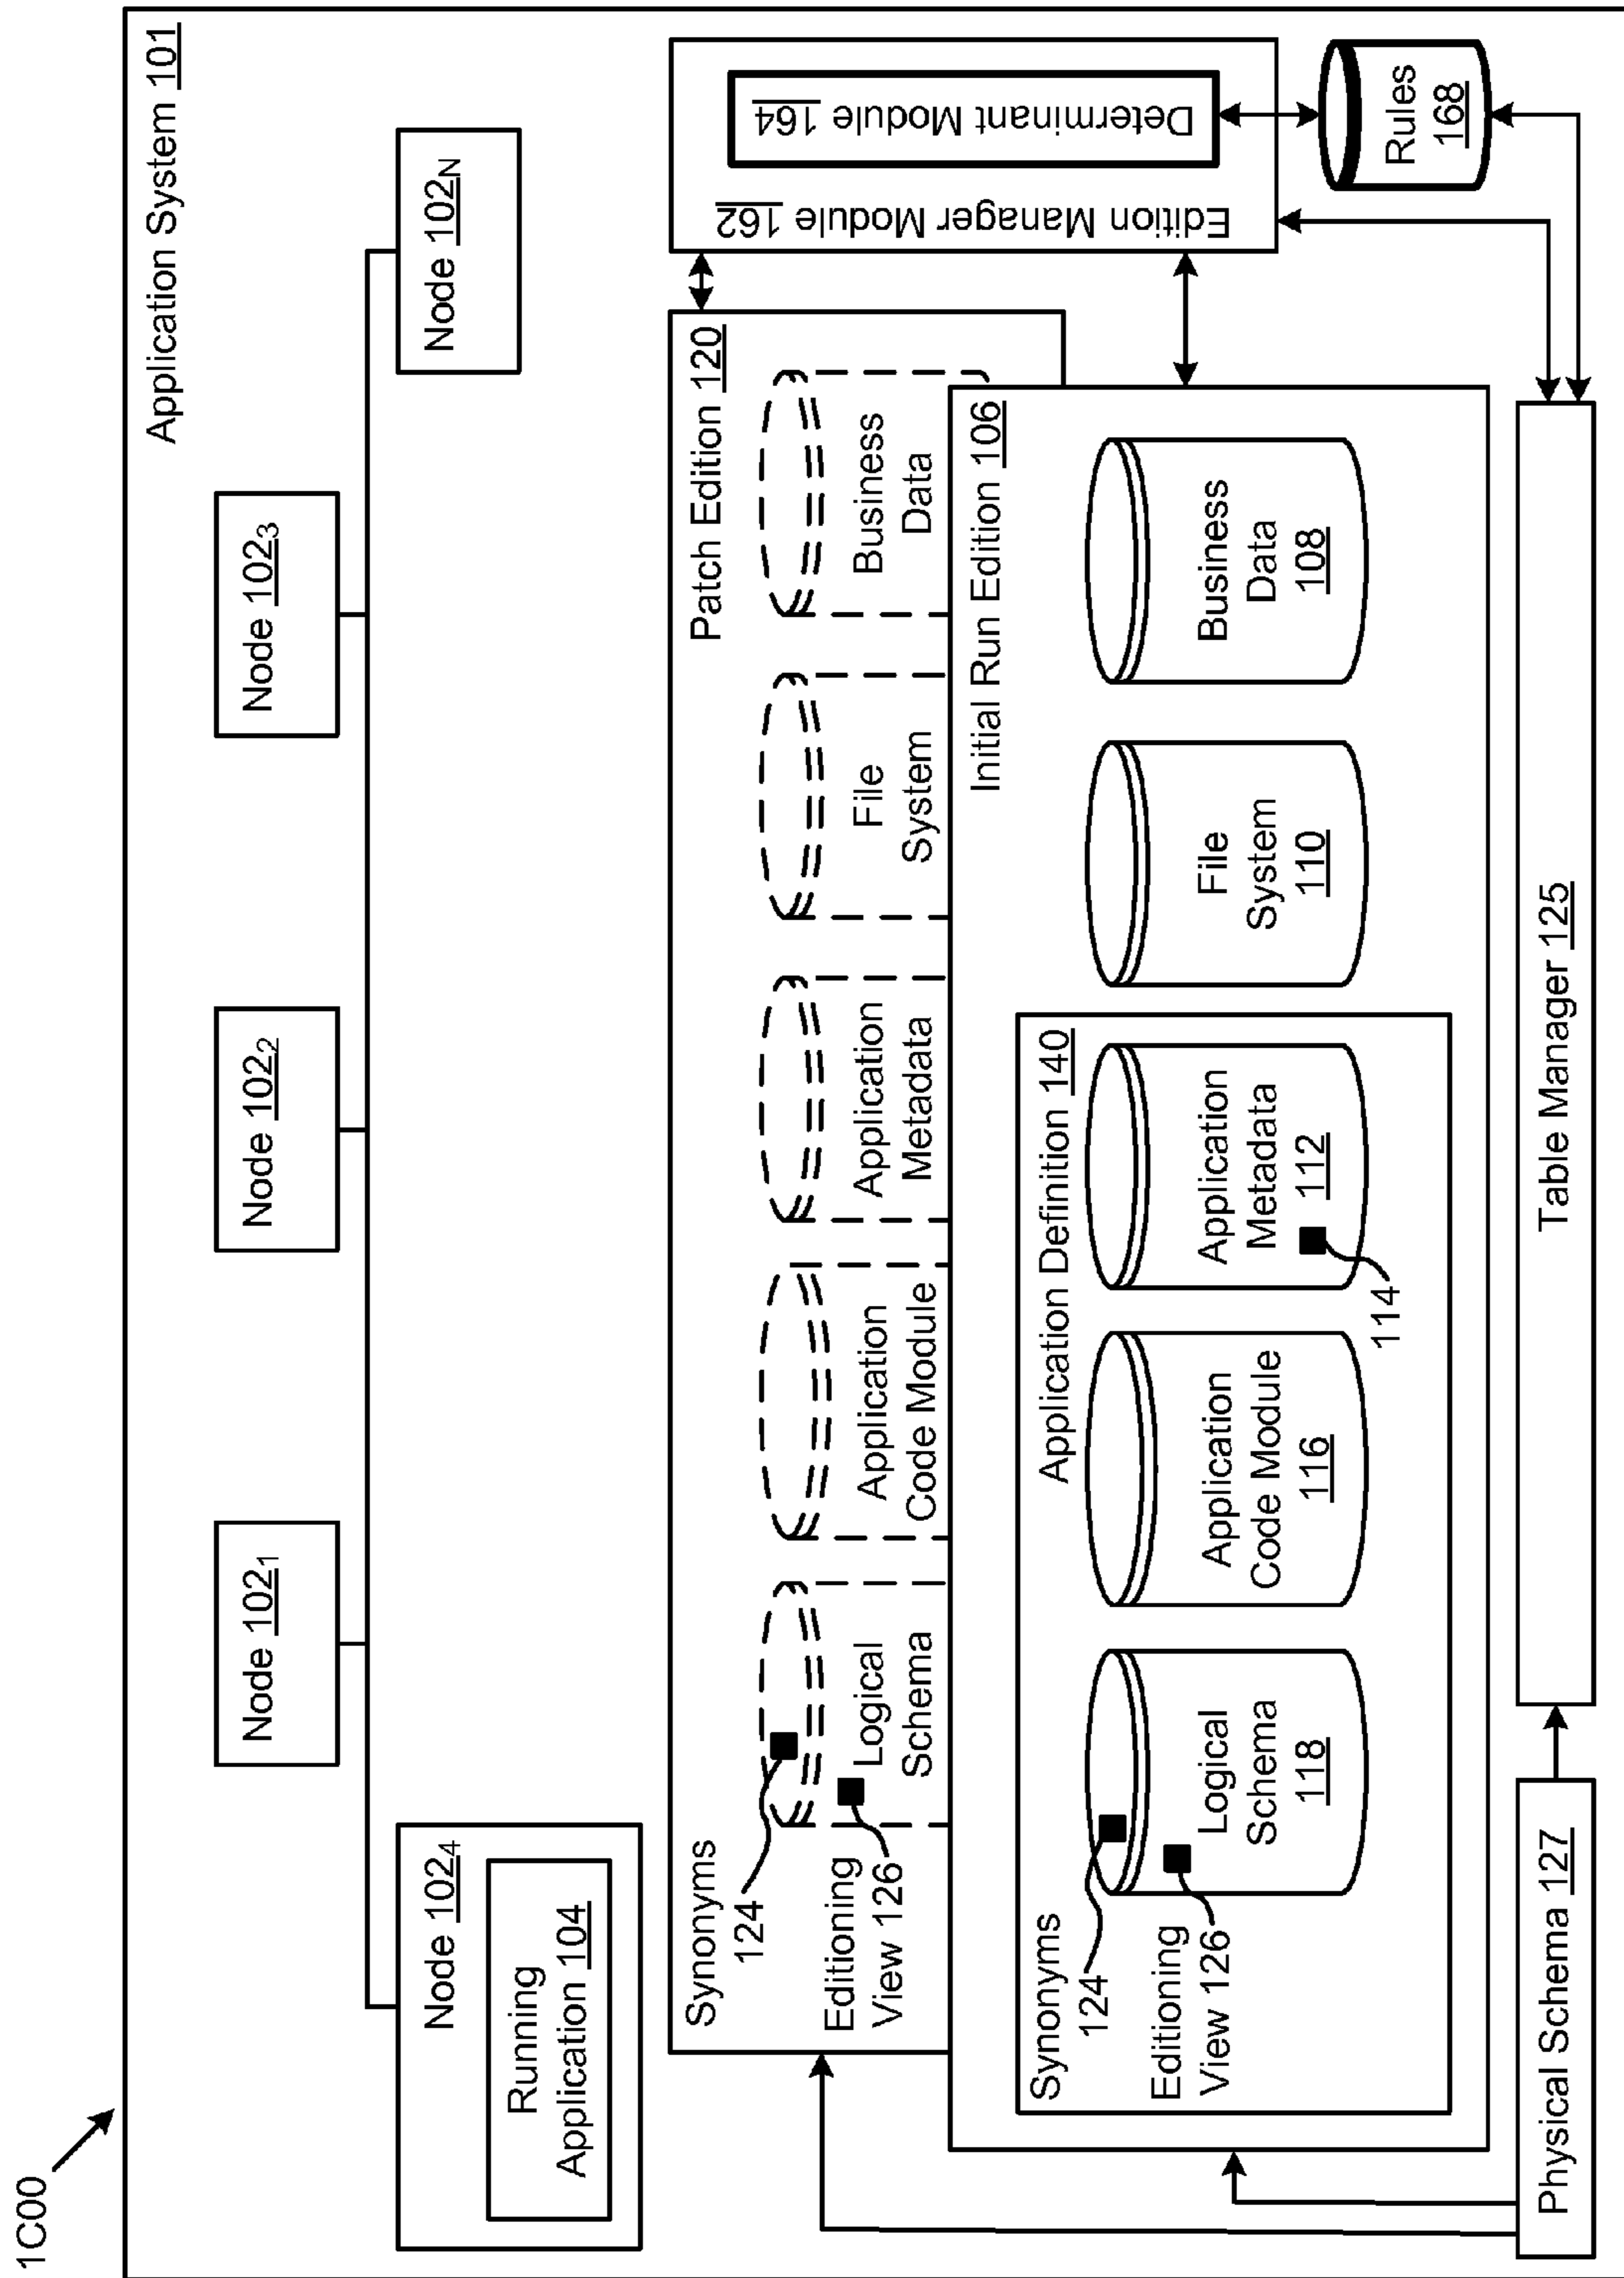 1C00
Application System 101
Node 102₁
Node 102₂
Node 102₃
Node 102₄
Running
Application 104
Node 102N
Patch Edition 120
Synonyms
124
Editioning
View 126
Logical
Schema
Application
Code Module
Application
Metadata
File
System
Business
Data
Edition Manager Module 162
Determinant Module 164
Initial Run Edition 106
Application Definition 140
Synonyms
124
Editioning
View 126
Logical
Schema
118
Application
Code Module
116
Application
Metadata
112
114
File
System
110
Business
Data
108
Rules
168
Physical Schema 127
Table Manager 125